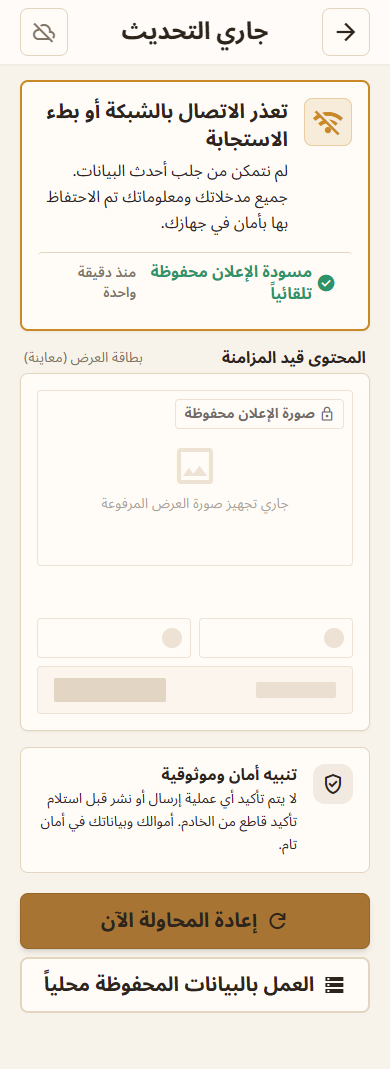 جاري التحديث
تعذر الاتصال بالشبكة أو بطء
الاستجابة
لم نتمكن من جلب أحدث البيانات.
جميع مدخلاتك ومعلوماتك تم الاحتفاظ
بها بأمان في جهازك.
مسودة الإعلان محفوظة
تلقائياً
منذ دقيقة
واحدة
المحتوى قيد المزامنة
بطاقة العرض (معاينة)
صورة الإعلان محفوظة
جاري تجهيز صورة العرض المرفوعة
تنبيه أمان وموثوقية
لا يتم تأكيد أي عملية إرسال أو نشر قبل استلام
تأكيد قاطع من الخادم. أموالك وبياناتك في أمان
تام.
إعادة المحاولة الآن
العمل بالبيانات المحفوظة محلياً